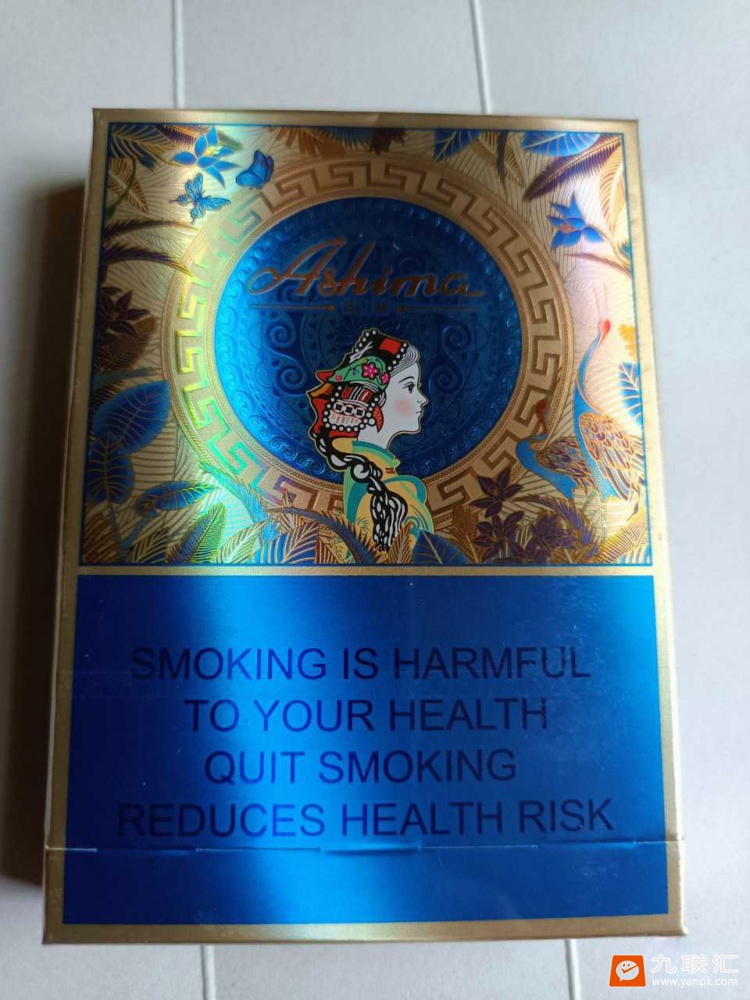 Ashima
SMOKING IS HARMFUL
TO YOUR HEALTH
QUIT SMOKING
REDUCES HEALTH RISK
九联汇
www.yanpk.com